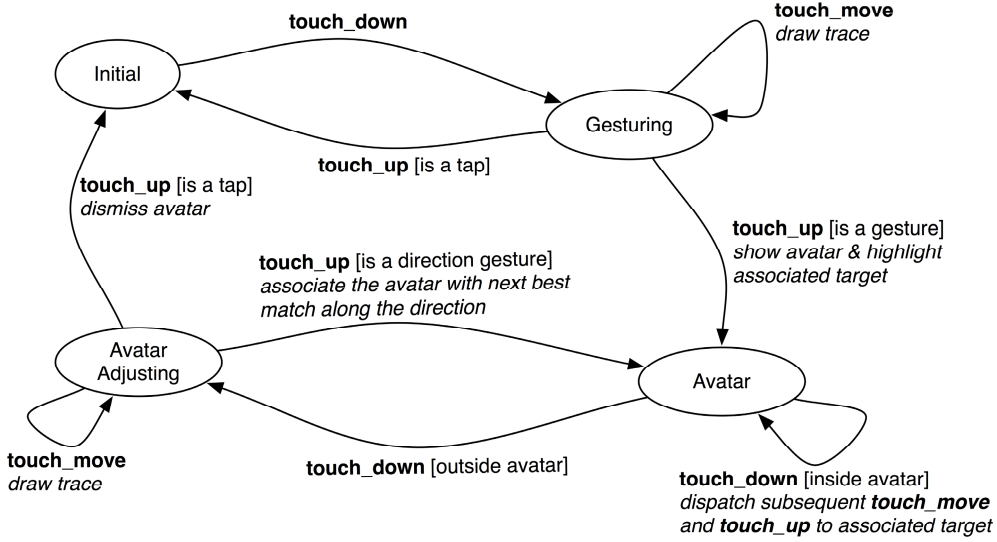 touch_move
draw trace
touch_down
Initial
Gesturing
touch_up [is a tap]
touch_up [is a tap]
dismiss avatar
touch_up [is a gesture]
show avatar & highlight
associated target
touch_up [is a direction gesture]
associate the avatar with next best
match along the direction
Avatar
Adjusting
Avatar
touch_move
draw trace
touch_down [outside avatar]
touch_down [inside avatar]
dispatch subsequent touch_move
and touch_up to associated target